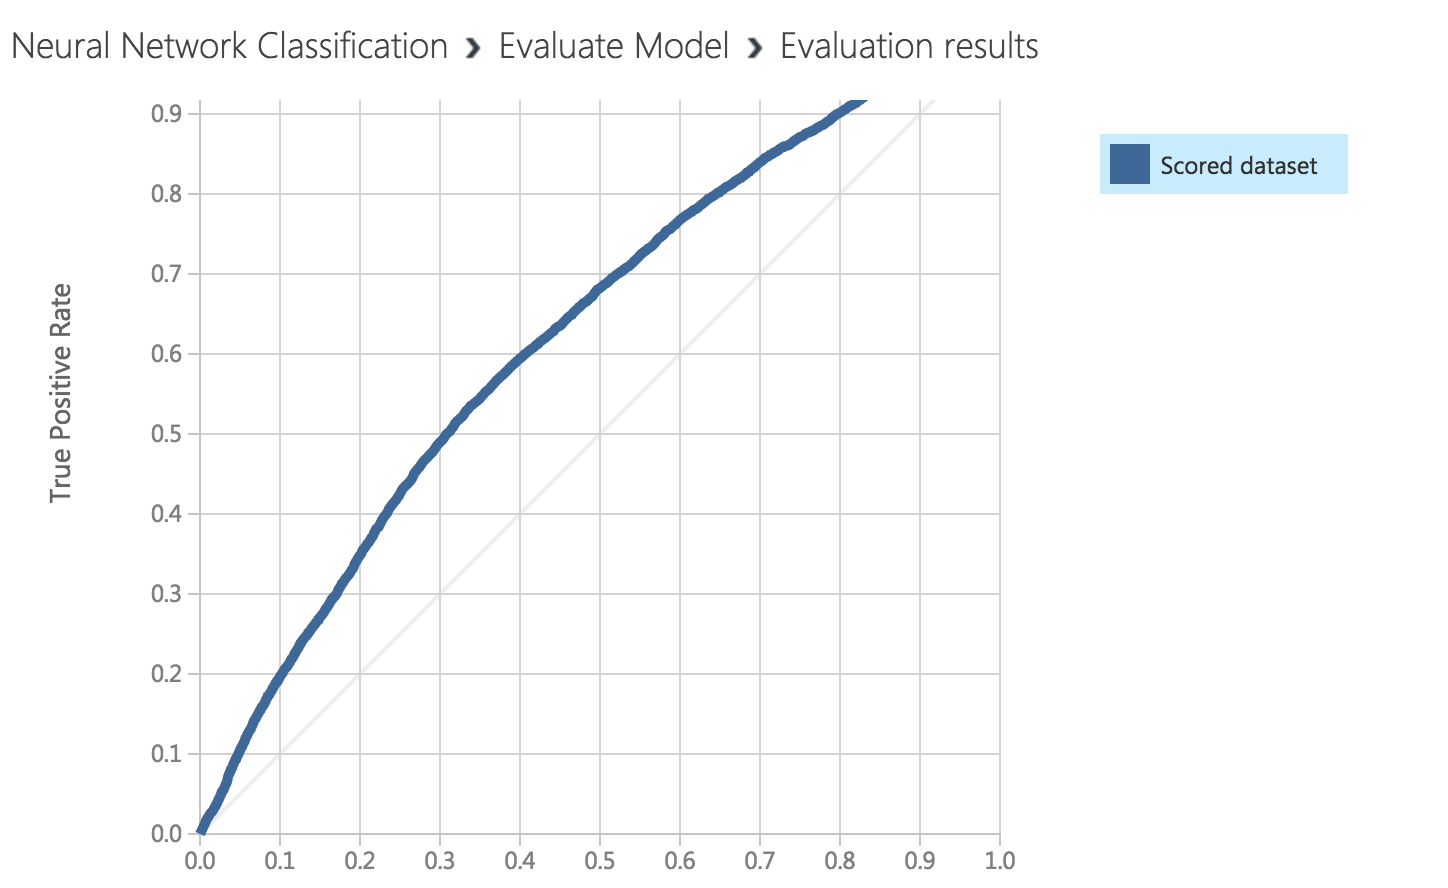 Neural Network Classification › Evaluate Model › Evaluation results
0.9
Scored dataset
0.8
0.7
True Positive Rate
0.6
0.5
0.4
0.3
0.2
0.1
0.0
0.0 0.1 0.2 0.3 0.4 0.5 0.6 0.7 0.8 0.9 1.0